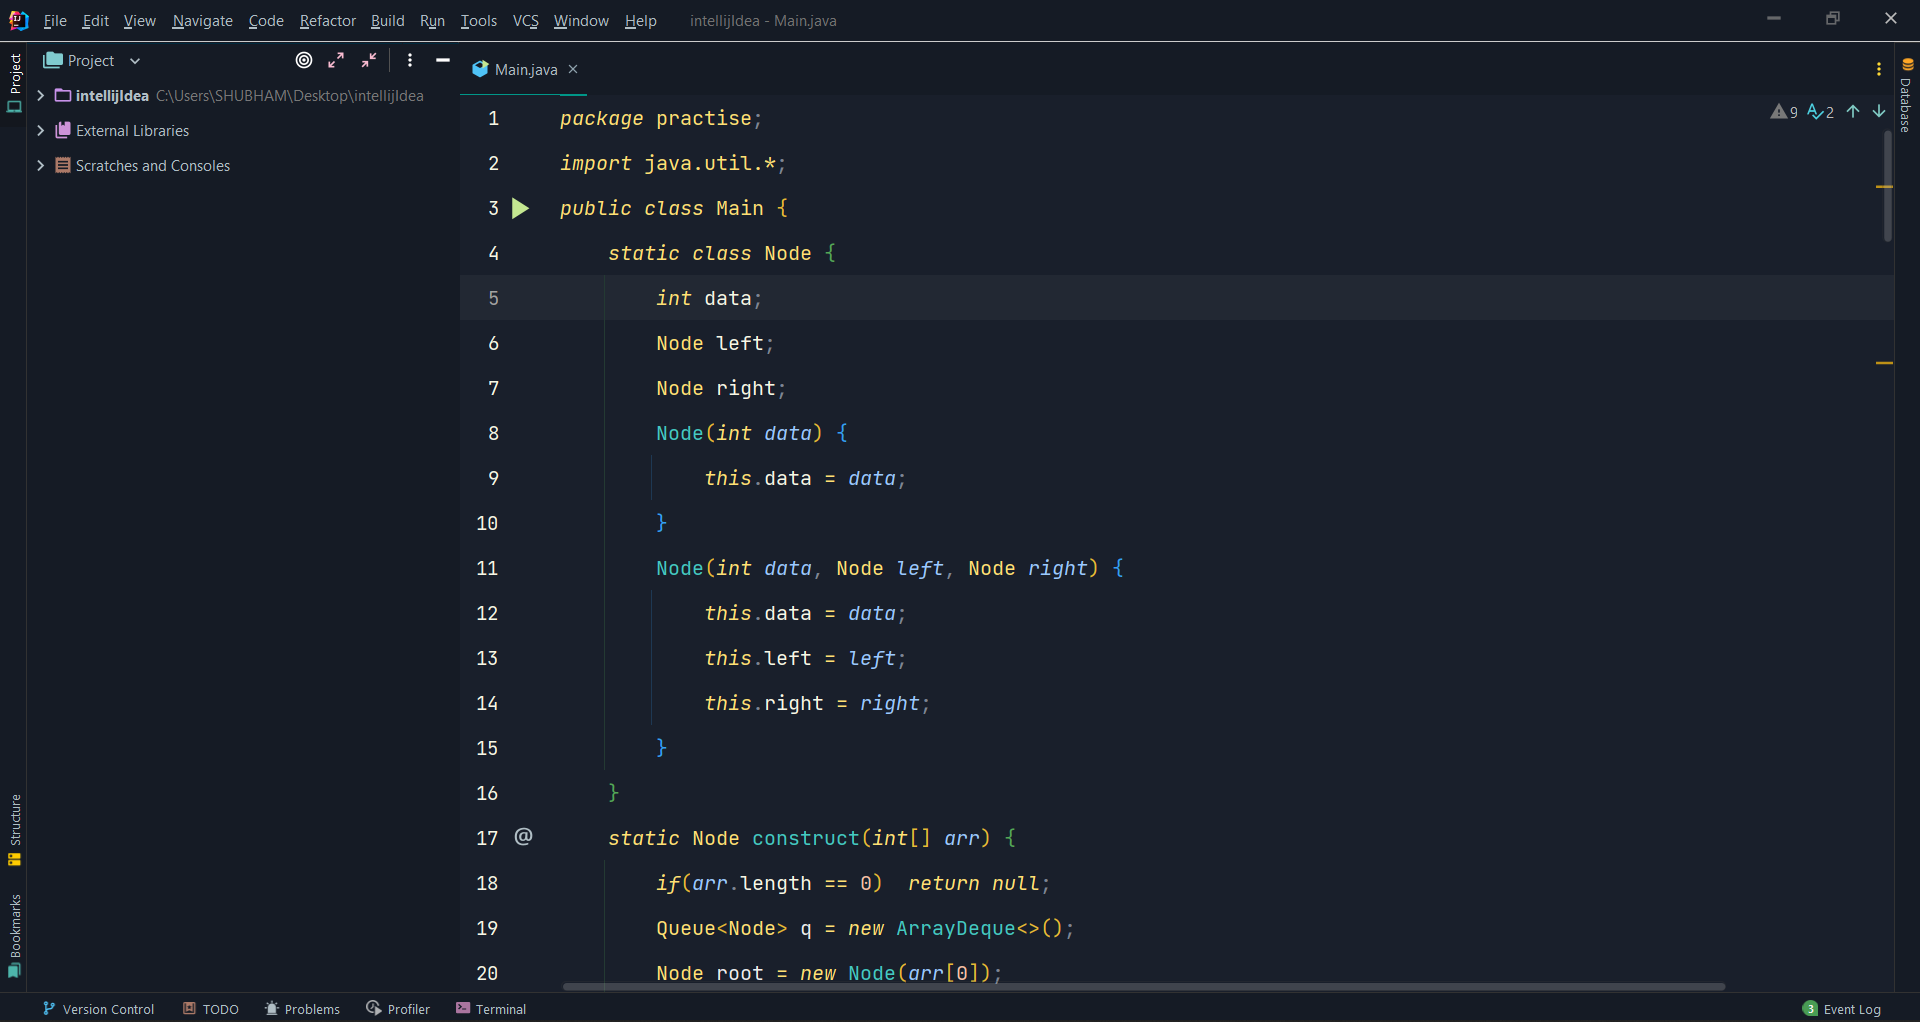 File Edit View Navigate Code Refactor Build Run Tools VCS Window Help intellijIdea - Main.java
Project
Project
intellijIdea C:\Users\SHUBHAM\Desktop\intellijIdea
External Libraries
Scratches and Consoles
Structure
Bookmarks
Main.java
9 2
Database
1 package practise;
2 import java.util.*;
3 public class Main {
4 static class Node {
5 int data;
6 Node left;
7 Node right;
8 Node(int data) {
9 this.data = data;
10 }
11 Node(int data, Node left, Node right) {
12 this.data = data;
13 this.left = left;
14 this.right = right;
15 }
16 }
17 @ static Node construct(int[] arr) {
18 if(arr.length == 0)  return null;
19 Queue<Node> q = new ArrayDeque<>();
20 Node root = new Node(arr[0]);
Version Control TODO Problems Profiler Terminal 3 Event Log